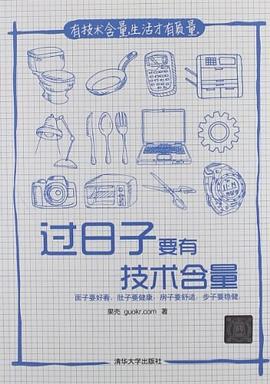 有技术含量,生活才有质量.
过日子要有
技术含量
面子要好看, 肚子要健康, 房子要舒适, 步子要稳健.
果壳 guokr.com 著
清华大学出版社